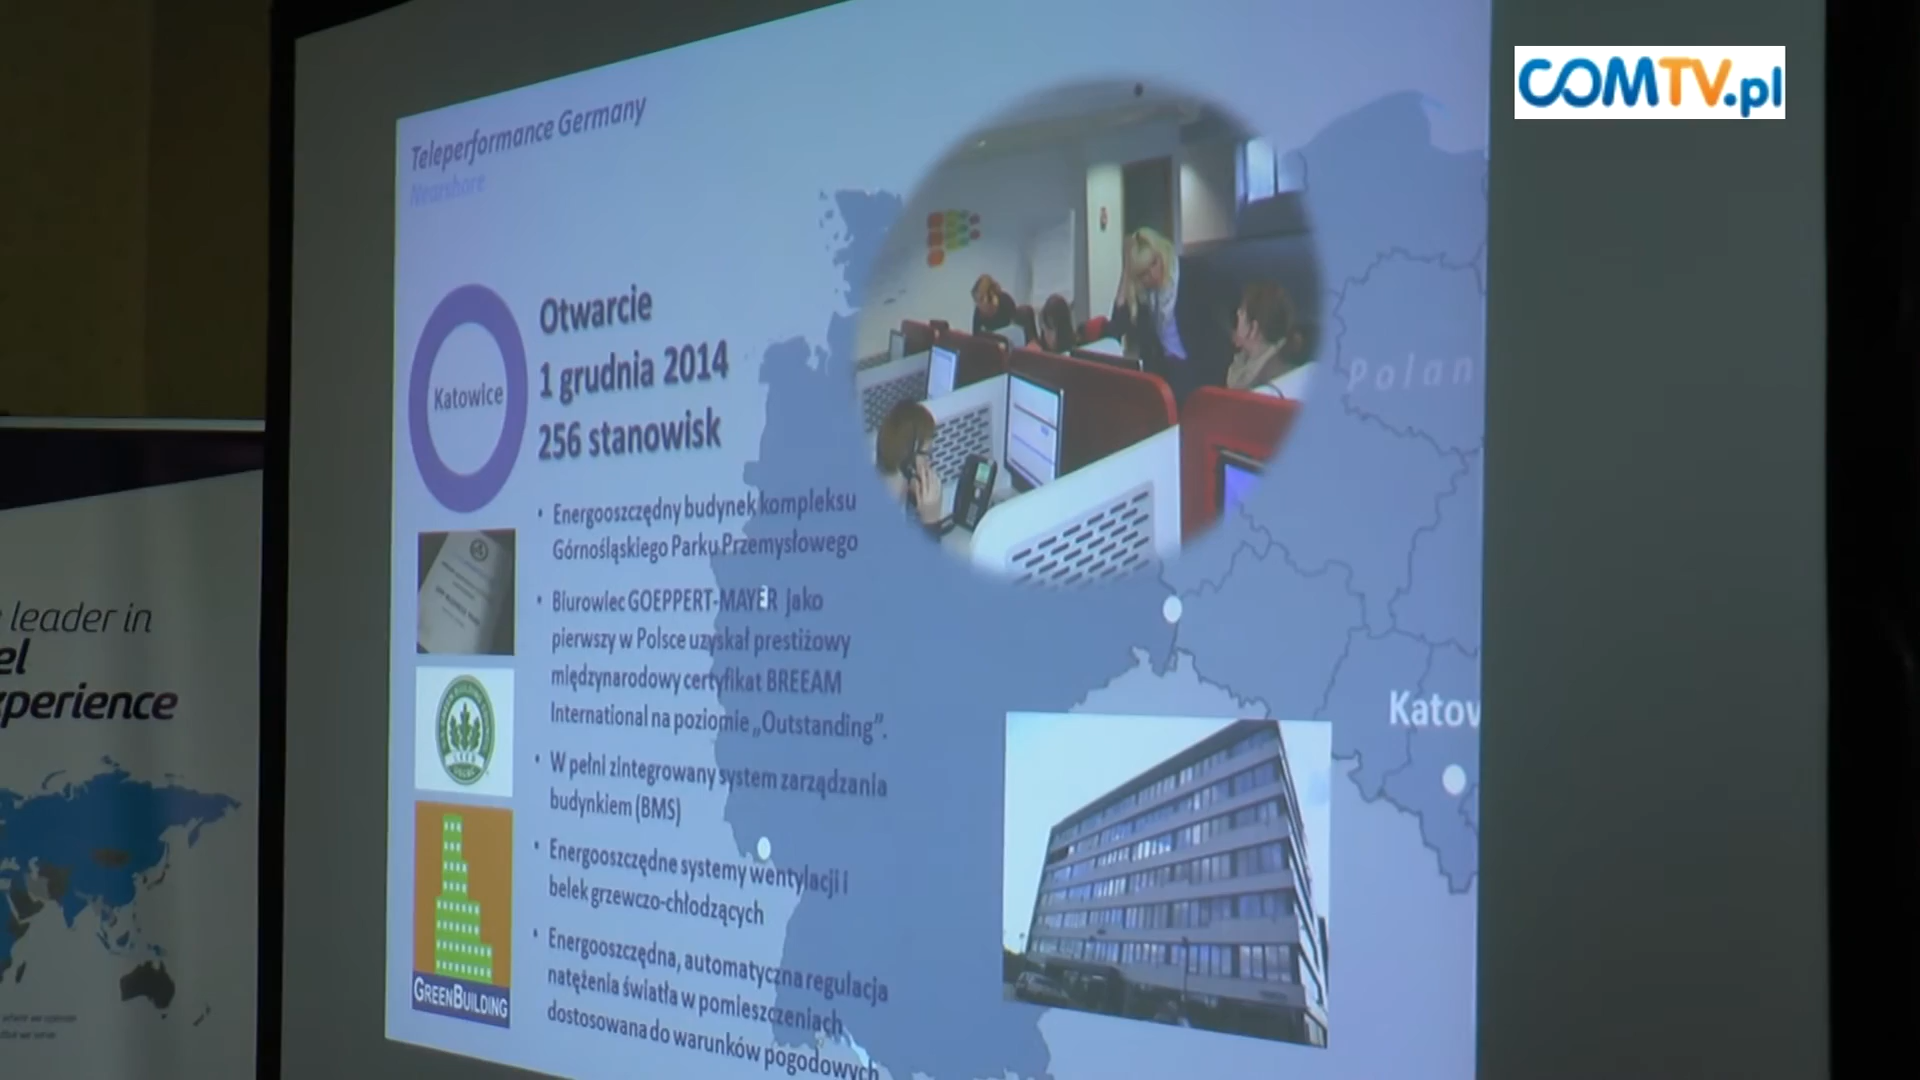 COMTV.pl
Teleperformance Germany
Nearshore
Katowice
Otwarcie
1 grudnia 2014
256 stanowisk
• Energooszczędny budynek kompleksu
Górnośląskiego Parku Przemysłowego
• Biurowiec GOEPPERT-MAYER jako
pierwszy w Polsce uzyskał prestiżowy
międzynarodowy certyfikat BREEAM
International na poziomie „Outstanding”.
• W pełni zintegrowany system zarządzania
budynkiem (BMS)
• Energooszczędne systemy wentylacji i
belek grzewczo-chłodzących
• Energooszczędna, automatyczna regulacja
natężenia światła w pomieszczeniach
dostosowana do warunków pogodowych
GREENBUILDING
Polan
Katow
leader in
el
xperience